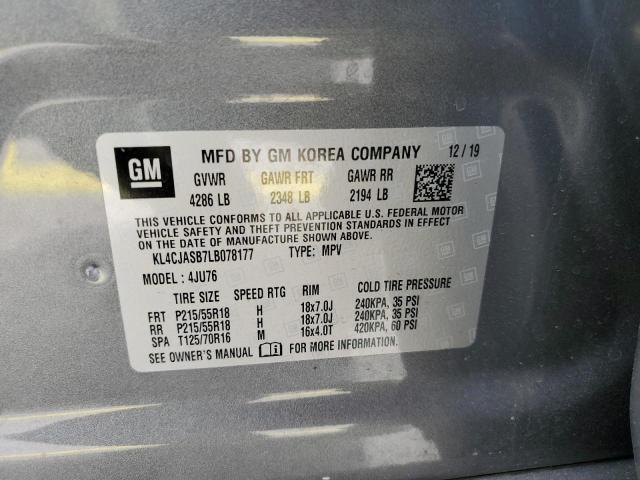 GM
MFD BY GM KOREA COMPANY 12/19
GVWR GAWR FRT GAWR RR
4286 LB 2348 LB 2194 LB
THIS VEHICLE CONFORMS TO ALL APPLICABLE U.S. FEDERAL MOTOR
VEHICLE SAFETY AND THEFT PREVENTION STANDARDS IN EFFECT
ON THE DATE OF MANUFACTURE SHOWN ABOVE.
KL4CJASB7LB078177 TYPE: MPV
MODEL: 4JU76
TIRE SIZE SPEED RTG RIM COLD TIRE PRESSURE
FRT P215/55R18 H 18x7.0J 240KPA, 35 PSI
RR P215/55R18 H 18x7.0J 240KPA, 35 PSI
SPA T125/70R16 M 16x4.0T 420KPA, 60 PSI
SEE OWNER'S MANUAL FOR MORE INFORMATION.